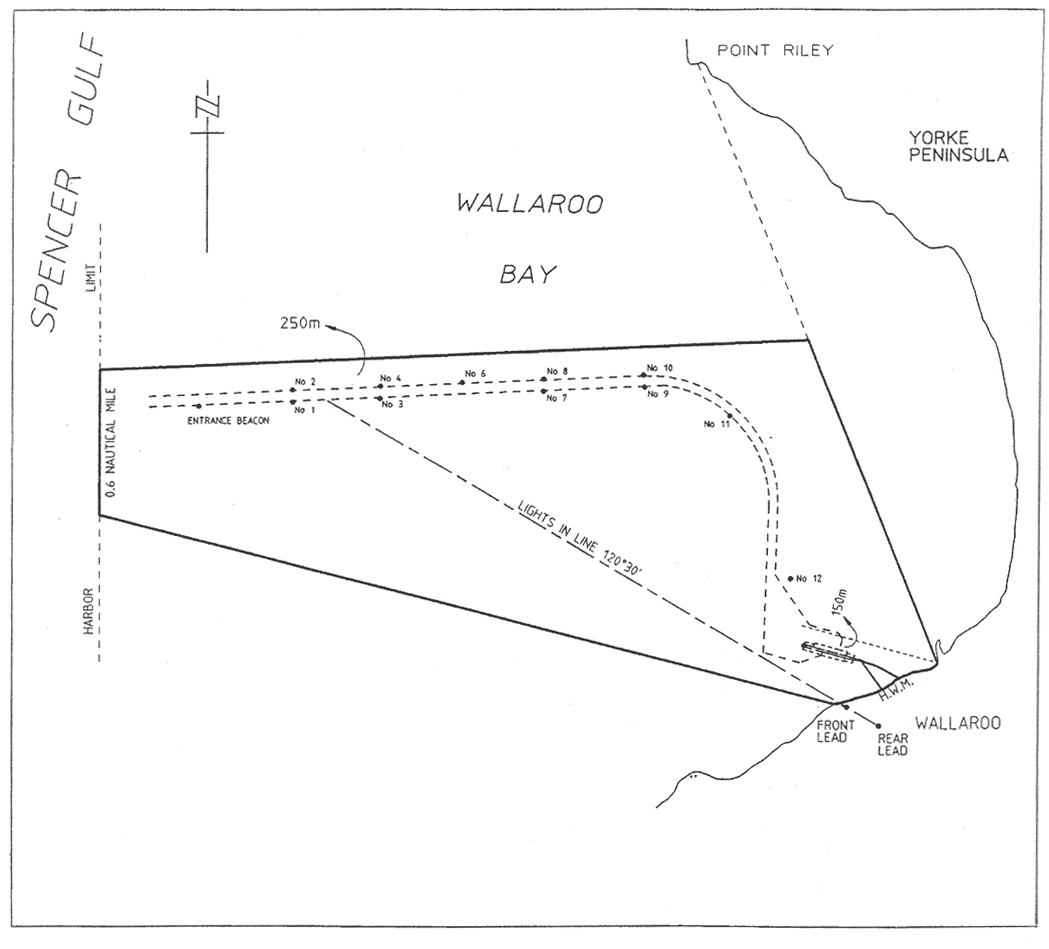 SPENCER GULF
POINT RILEY
YORKE
PENINSULA
N
WALLAROO
BAY
LIMIT
250m
0.6 NAUTICAL MILE
No 2
No 4
No 6
No 8
No 10
No 1
No 3
No 7
No 9
No 11
ENTRANCE BEACON
LIGHTS IN LINE 120°30'
No 12
150m
HARBOR
H.W.M.
WALLAROO
FRONT
LEAD
REAR
LEAD